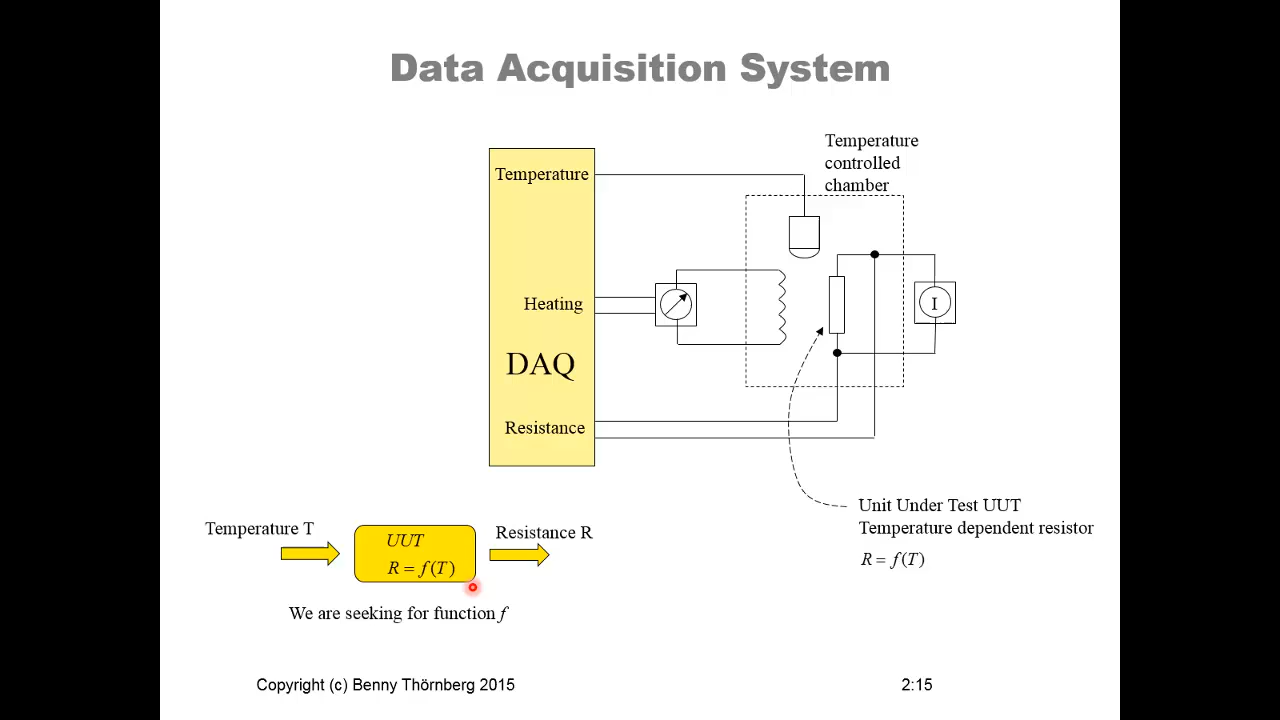 Data Acquisition System
Temperature
controlled
chamber
Temperature
Heating
I
DAQ
Resistance
Unit Under Test UUT
Temperature dependent resistor
R = f(T)
Temperature T
UUT
R = f(T)
Resistance R
We are seeking for function f
Copyright (c) Benny Thörnberg 2015
2:15